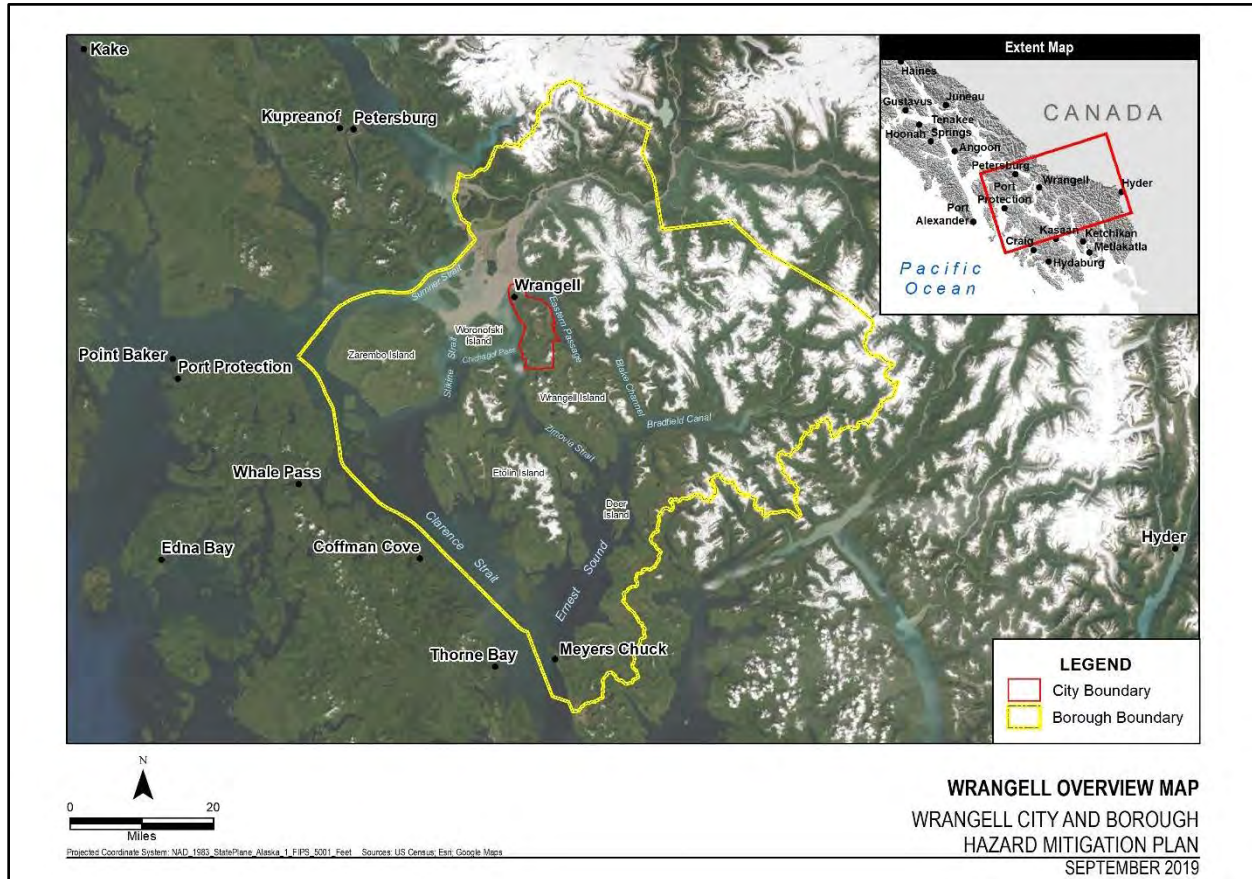 Kake
Kupreanof
Petersburg
Sumner Strait
Wrangell
Eastern Passage
Woronofski
Island
Zarembo Island
Chichagof Pass
Stikine Strait
Point Baker
Port Protection
Wrangell Island
Blake Channel
Bradfield Canal
Zimovia Strait
Whale Pass
Etolin Island
Deer
Island
Clarence Strait
Ernest Sound
Edna Bay
Coffman Cove
Hyder
Thorne Bay
Meyers Chuck
Extent Map
Haines
CANADA
Gustavus
Juneau
Tenakee
Springs
Hoonah
Angoon
Petersburg
Wrangell
Port
Protection
Hyder
Port
Alexander
Kasaan
Ketchikan
Craig
Metlakatla
Hydaburg
Pacific
Ocean
LEGEND
City Boundary
Borough Boundary
N
0 20
Miles
Projected Coordinate System: NAD_1983_StatePlane_Alaska_1_FIPS_5001_Feet Sources: US Census; Esri; Google Maps
WRANGELL OVERVIEW MAP
WRANGELL CITY AND BOROUGH
HAZARD MITIGATION PLAN
SEPTEMBER 2019